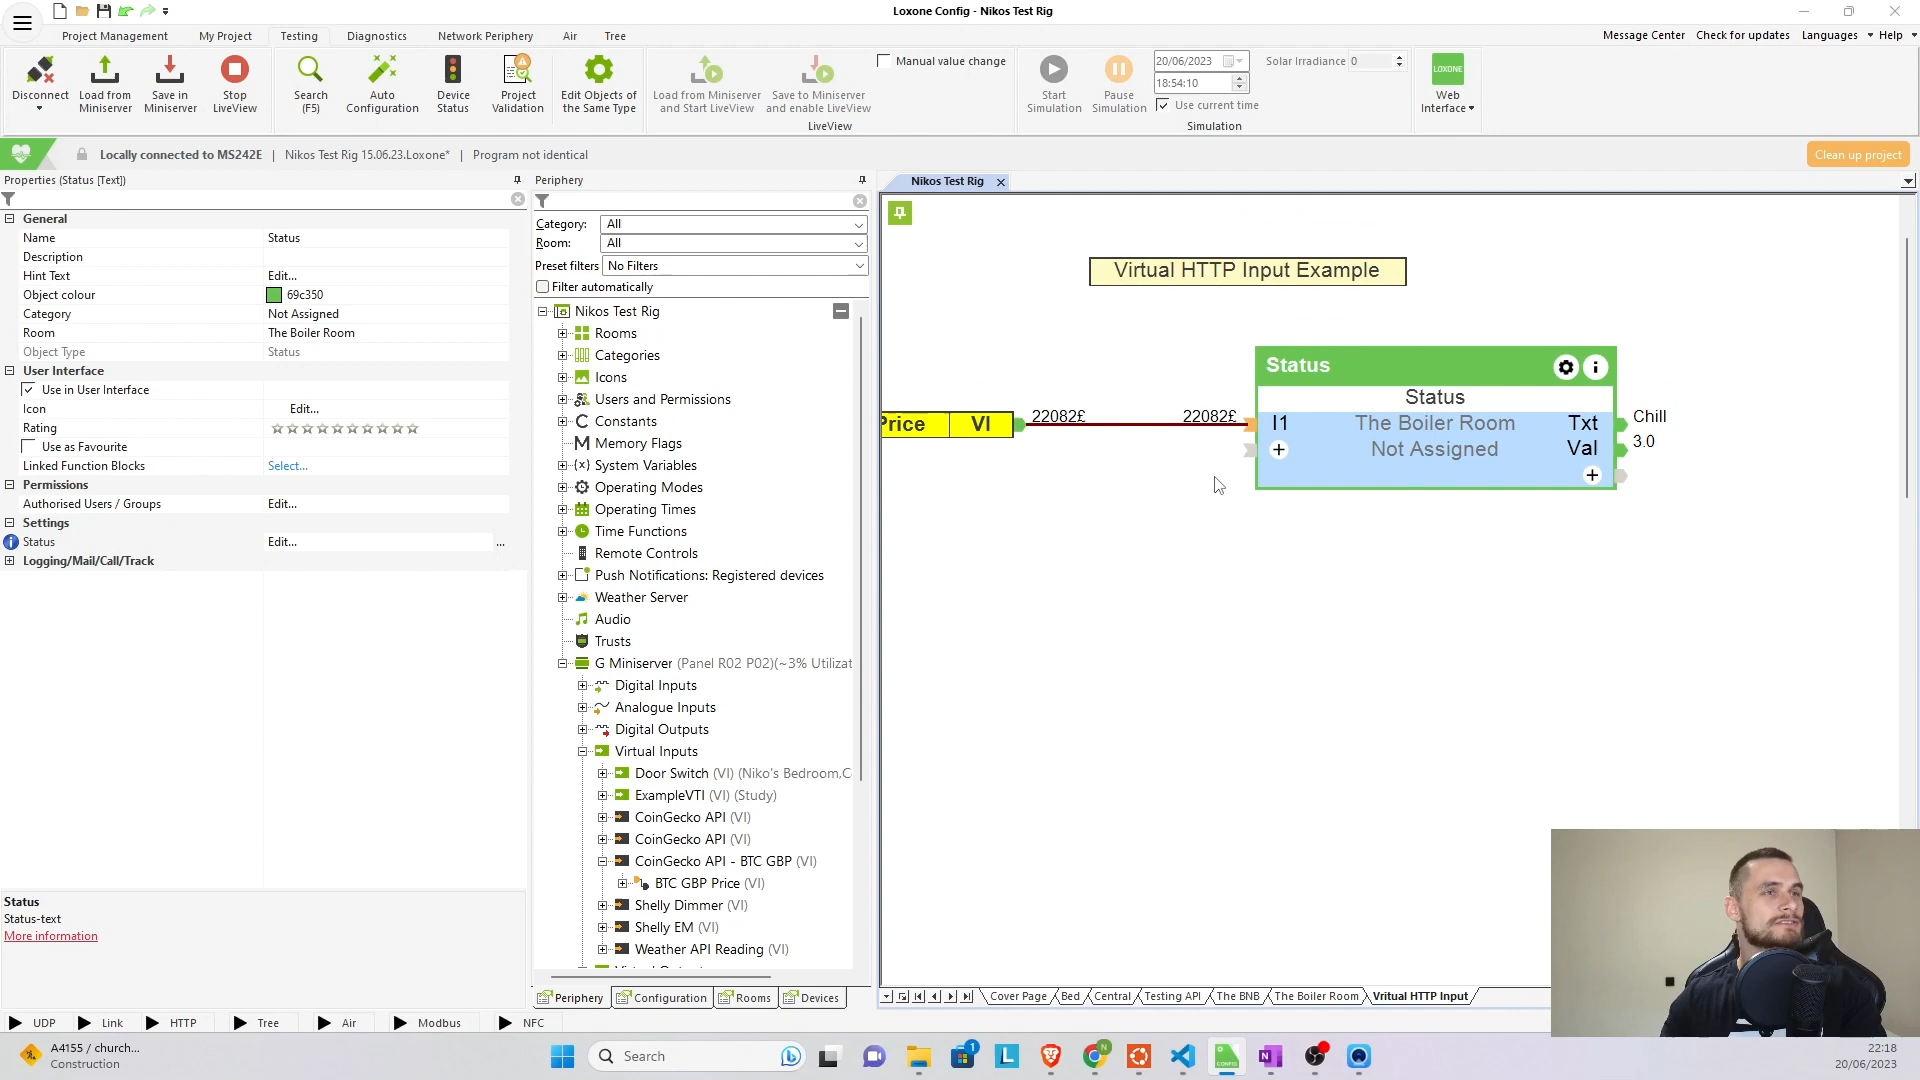 Loxone Config - Nikos Test Rig
Project Management
My Project
Testing
Diagnostics
Network Periphery
Air
Tree
Message Center
Check for updates
Languages
Help
Disconnect
Load from
Miniserver
Save in
Miniserver
Stop
LiveView
Search
(F5)
Auto
Configuration
Device
Status
Project
Validation
Edit Objects of
the Same Type
Load from Miniserver
and Start LiveView
Save to Miniserver
and enable LiveView
LiveView
Manual value change
Start
Simulation
Pause
Simulation
20/06/2023
18:54:10
Use current time
Solar Irradiance 0
Simulation
LOXONE
Web
Interface
Locally connected to MS242E | Nikos Test Rig 15.06.23.Loxone* | Program not identical
Clean up project
Properties (Status [Text])
General
Name Status
Description
Hint Text Edit...
Object colour 69c350
Category Not Assigned
Room The Boiler Room
Object Type Status
User Interface
Use in User Interface
Icon Edit...
Rating
Use as Favourite
Linked Function Blocks Select...
Permissions
Authorised Users / Groups Edit...
Settings
Status Edit... ...
Logging/Mail/Call/Track
Status
Status-text
More information
Periphery
Category: All
Room: All
Preset filters No Filters
Filter automatically
Nikos Test Rig
Rooms
Categories
Icons
Users and Permissions
Constants
Memory Flags
System Variables
Operating Modes
Operating Times
Time Functions
Remote Controls
Push Notifications: Registered devices
Weather Server
Audio
Trusts
G Miniserver (Panel R02 P02)(~3% Utilizat
Digital Inputs
Analogue Inputs
Digital Outputs
Virtual Inputs
Door Switch (VI) (Niko's Bedroom,C
ExampleVTI (VI) (Study)
CoinGecko API (VI)
CoinGecko API (VI)
CoinGecko API - BTC GBP (VI)
BTC GBP Price (VI)
Shelly Dimmer (VI)
Shelly EM (VI)
Weather API Reading (VI)
Periphery
Configuration
Rooms
Devices
Nikos Test Rig
Virtual HTTP Input Example
Price VI
22082£
22082£
Status
Status
I1 The Boiler Room Txt
Not Assigned Val
Chill
3.0
Cover Page
Bed
Central
Testing API
The BNB
The Boiler Room
Vritual HTTP Input
UDP
Link
HTTP
Tree
Air
Modbus
NFC
A4155 / church...
Construction
Search
1
L
N
CONFIG
N
22:18
20/06/2023